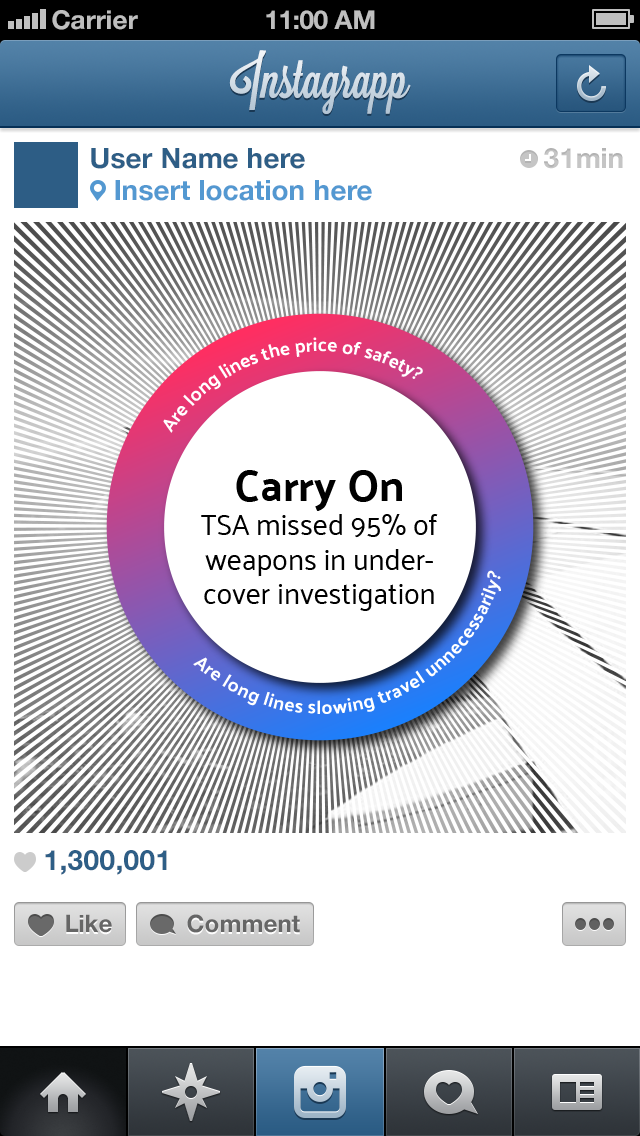 Carrier 11:00 AM
Instagrapp
User Name here 31min
Insert location here
Are long lines the price of safety?
Carry On
TSA missed 95% of
weapons in under-
cover investigation
Are long lines slowing travel unnecessarily?
1,300,001
Like Comment